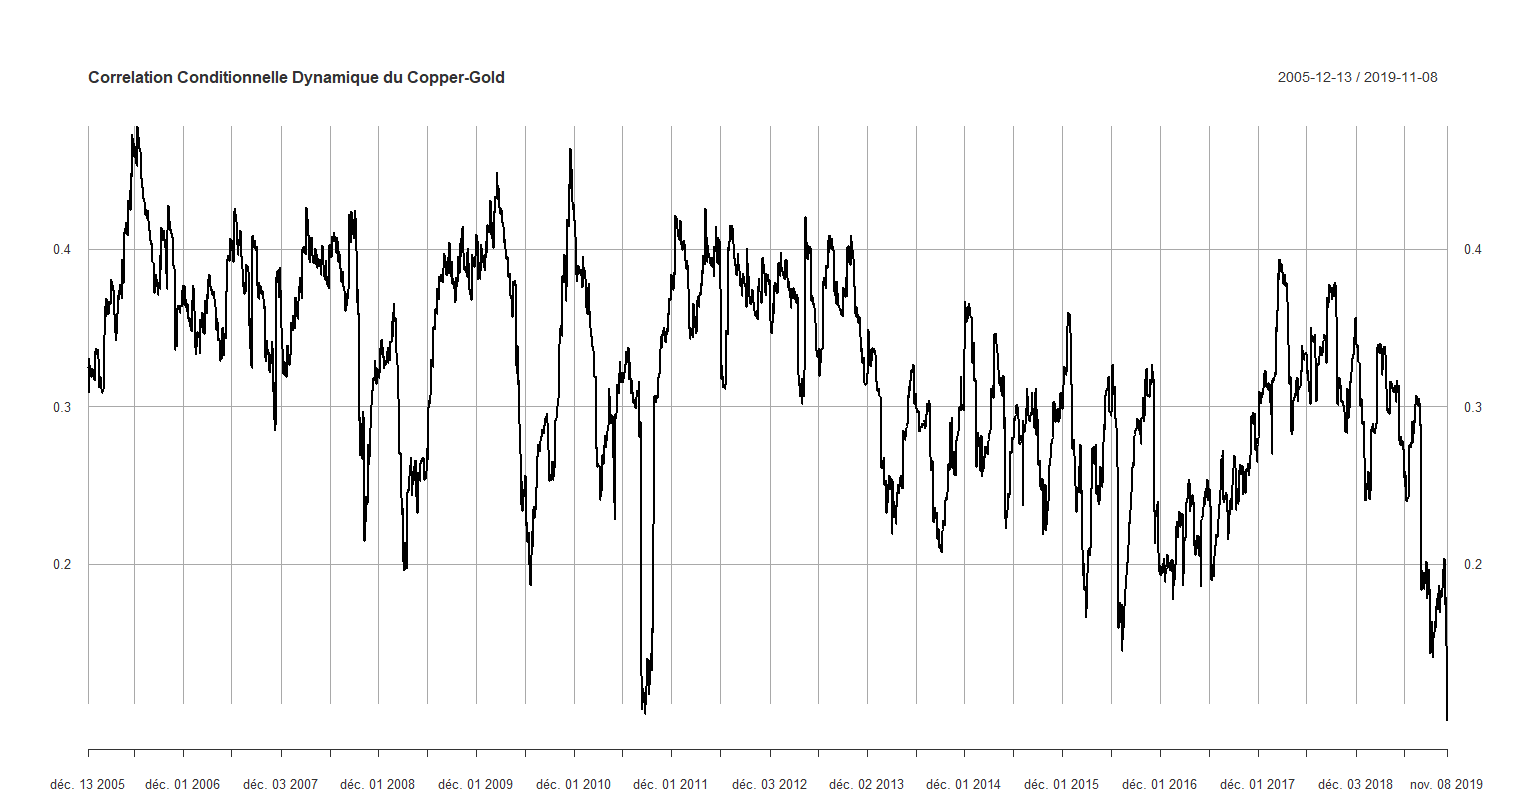 Correlation Conditionnelle Dynamique du Copper-Gold
2005-12-13 / 2019-11-08
0.4 0.4
0.3 0.3
0.2 0.2
déc. 13 2005 déc. 01 2006 déc. 03 2007 déc. 01 2008 déc. 01 2009 déc. 01 2010 déc. 01 2011 déc. 03 2012 déc. 02 2013 déc. 01 2014 déc. 01 2015 déc. 01 2016 déc. 01 2017 déc. 03 2018 nov. 08 2019